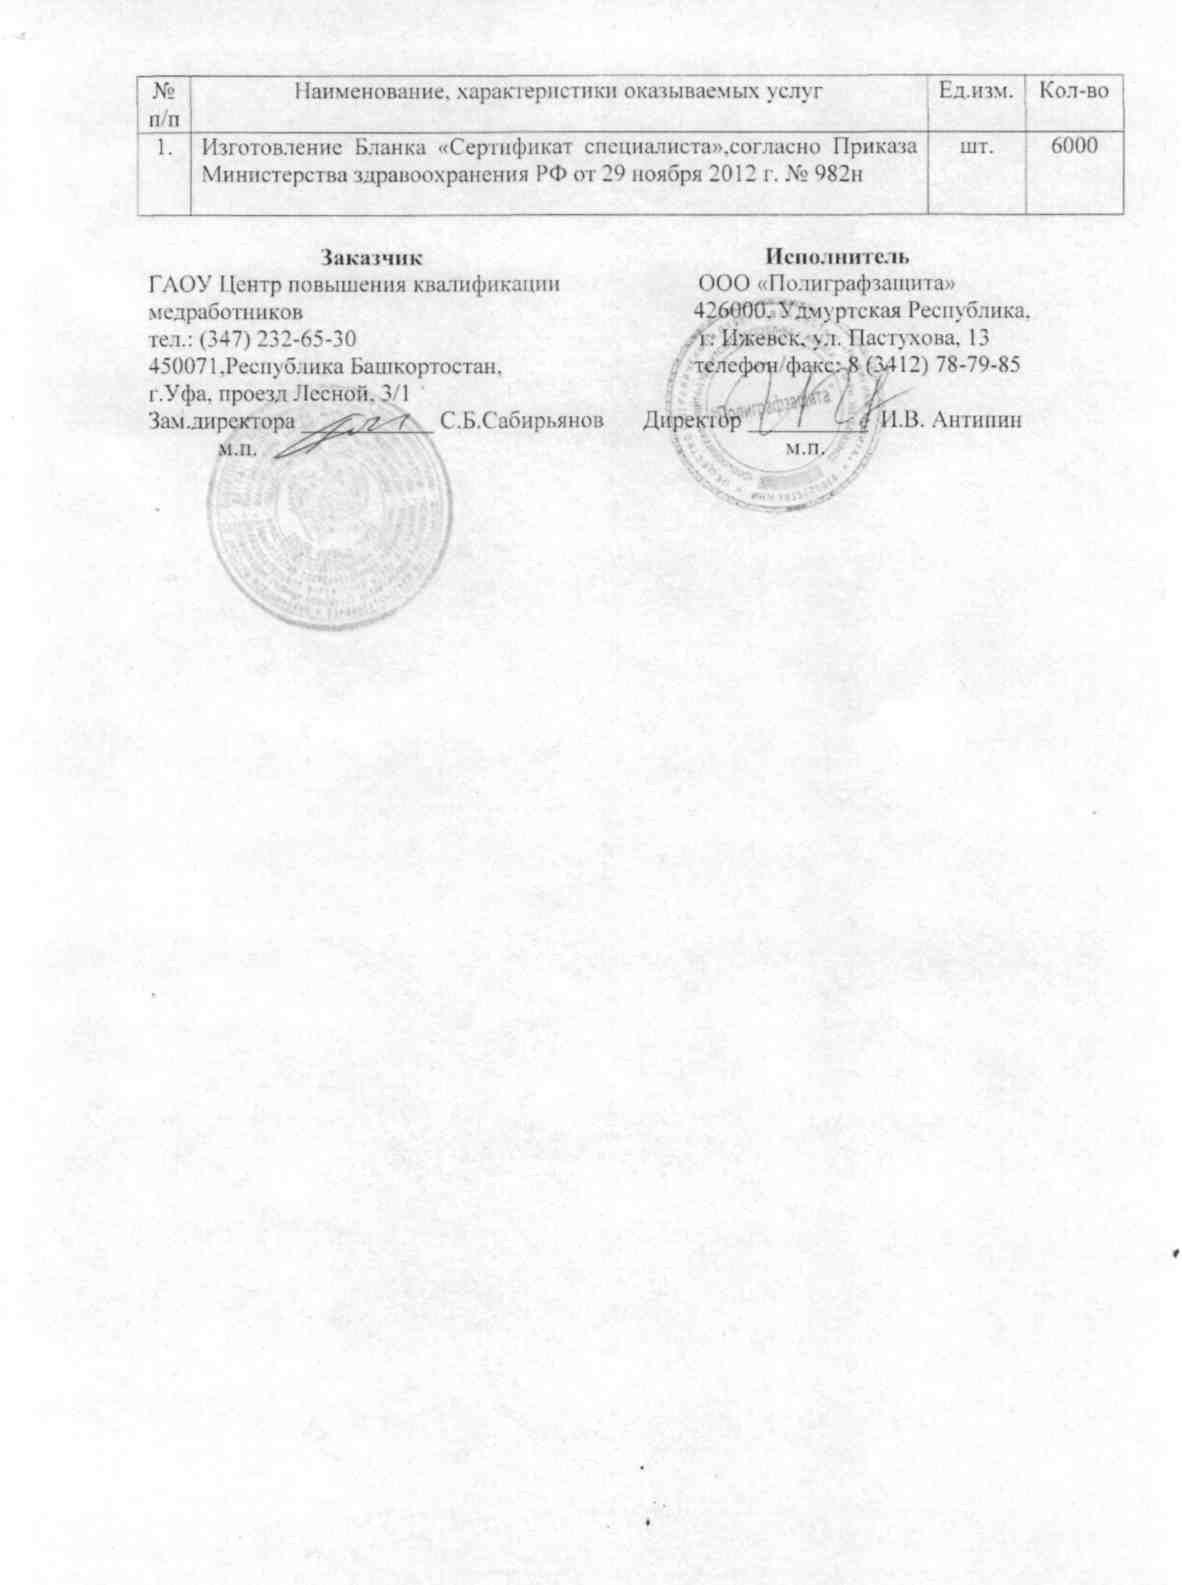 № п/п Наименование, характеристики оказываемых услуг Ед.изм. Кол-во
1. Изготовление Бланка «Сертификат специалиста»,согласно Приказа шт. 6000
Министерства здравоохранения РФ от 29 ноября 2012 г. № 982н
Заказчик
ГАОУ Центр повышения квалификации
медработников
тел.: (347) 232-65-30
450071,Республика Башкортостан,
г.Уфа, проезд Лесной, 3/1
Зам.директора С.Б.Сабирьянов
м.п.
Исполнитель
ООО «Полиграфзащита»
426000, Удмуртская Республика,
г. Ижевск, ул. Пастухова, 13
телефон/факс: 8 (3412) 78-79-85
Директор И.В. Антипин
м.п.
Полиграфзащита